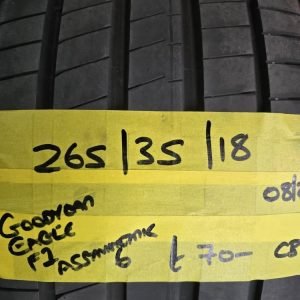 265/35/18
08/
GOODYEAR
EAGLE
F1 ASSYMETRIC
6
£70-
C8